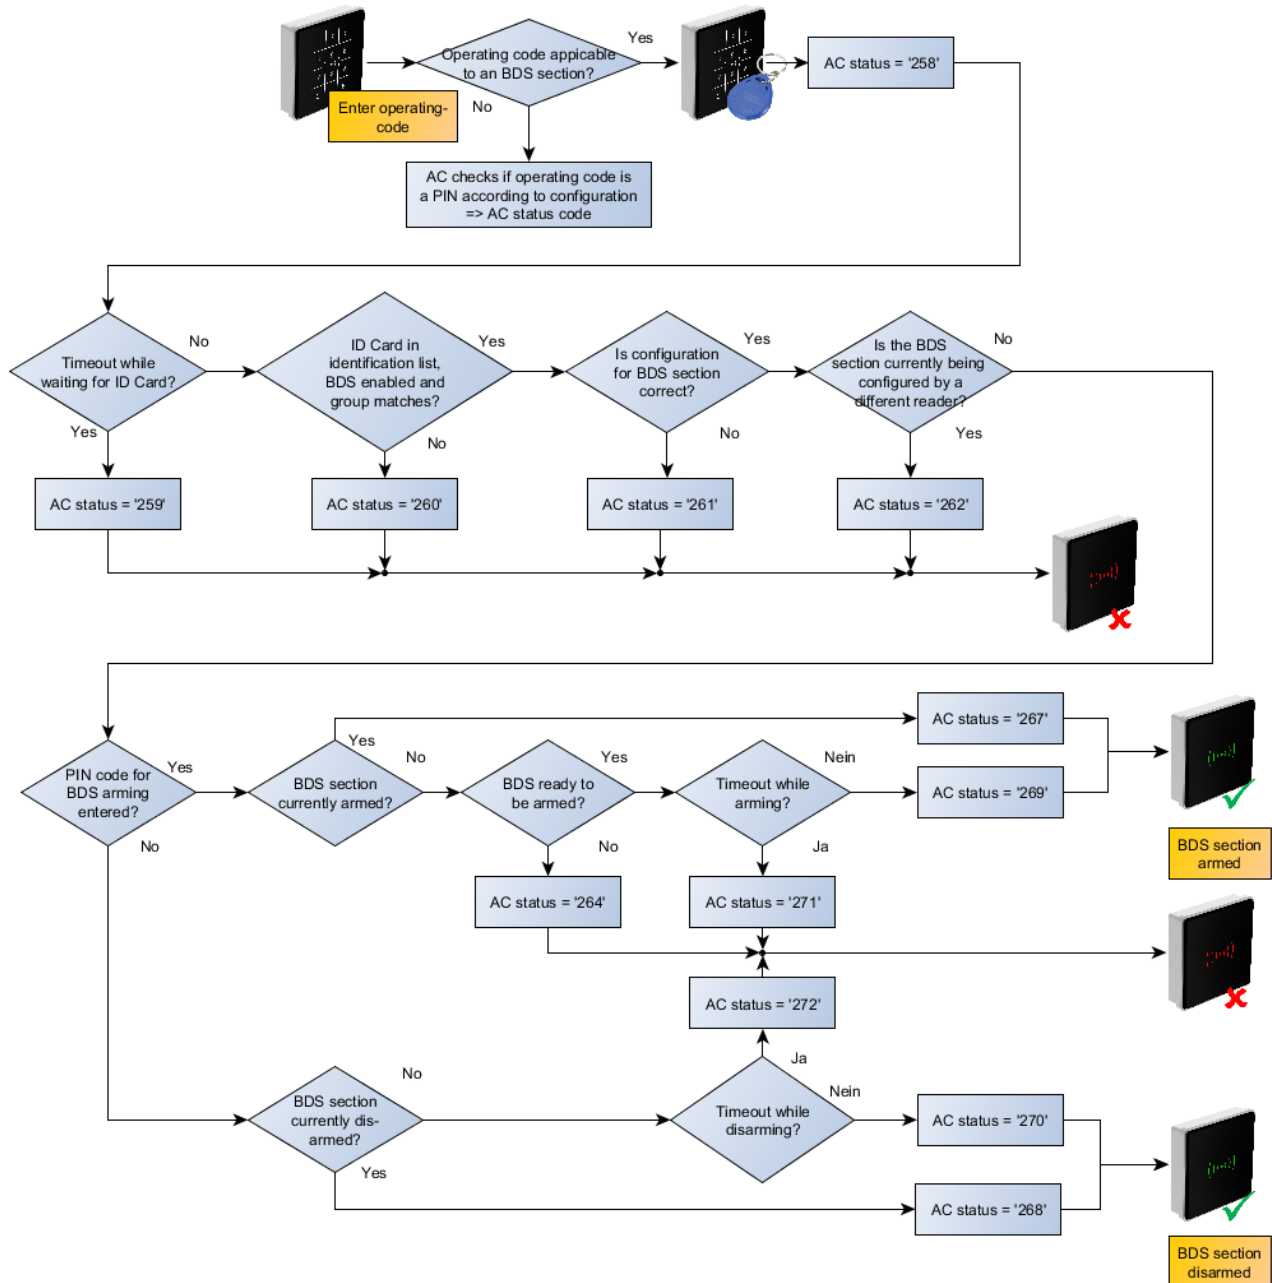 Operating code appicable
to an BDS section?
Yes
AC status = '258'
Enter operating-
code
No
AC checks if operating code is
a PIN according to configuration
=> AC status code
Timeout while
waiting for ID Card?
No
Yes
ID Card in
identification list,
BDS enabled and
group matches?
Yes
No
Is configuration
for BDS section
correct?
Yes
No
Is the BDS
section currently being
configured by a
different reader?
No
Yes
AC status = '259'
AC status = '260'
AC status = '261'
AC status = '262'
PIN code for
BDS arming
entered?
Yes
No
BDS section
currently armed?
Yes
No
BDS ready to
be armed?
Yes
No
Timeout while
arming?
Nein
Ja
AC status = '267'
AC status = '269'
BDS section
armed
AC status = '264'
AC status = '271'
AC status = '272'
Ja
BDS section
currently dis-
armed?
No
Yes
Timeout while
disarming?
Nein
AC status = '270'
AC status = '268'
BDS section
disarmed